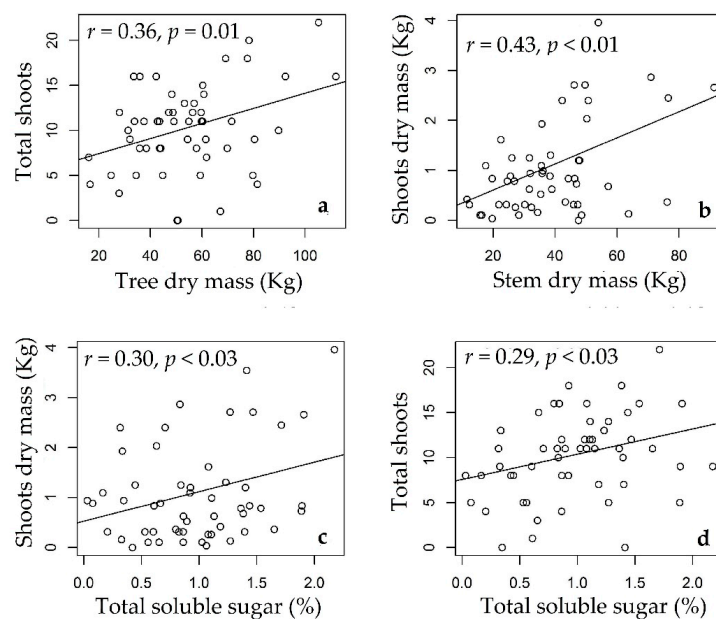 r = 0.36, p = 0.01
Total shoots
0 5 10 15 20
20 40 60 80 100
Tree dry mass (Kg)
a
r = 0.43, p < 0.01
Shoots dry mass (Kg)
0 1 2 3 4
20 40 60 80
Stem dry mass (Kg)
b
r = 0.30, p < 0.03
Shoots dry mass (Kg)
0 1 2 3 4
0.0 0.5 1.0 1.5 2.0
Total soluble sugar (%)
c
r = 0.29, p < 0.03
Total shoots
0 5 10 15 20
0.0 0.5 1.0 1.5 2.0
Total soluble sugar (%)
d